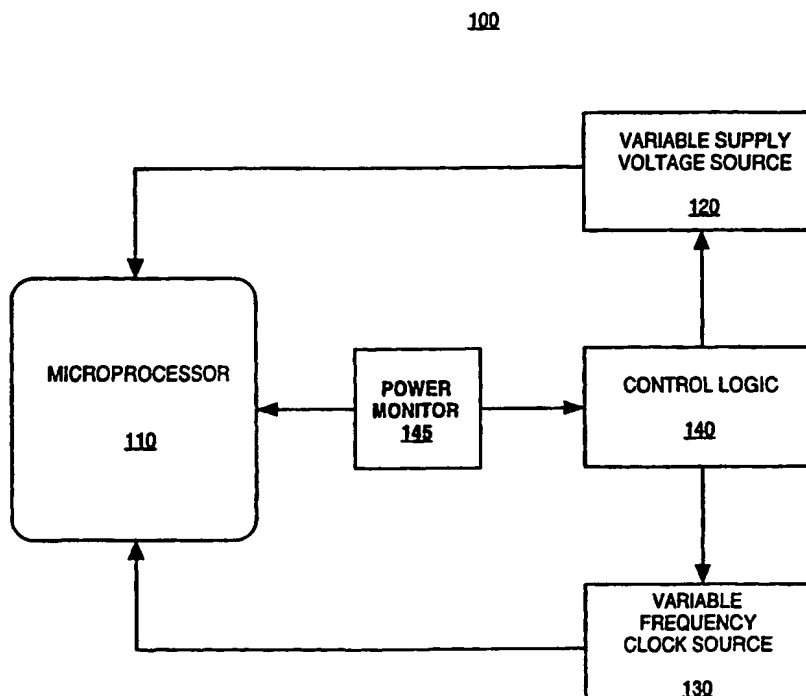 100
VARIABLE SUPPLY
VOLTAGE SOURCE
120
MICROPROCESSOR
110
POWER
MONITOR
145
CONTROL LOGIC
140
VARIABLE
FREQUENCY
CLOCK SOURCE
130